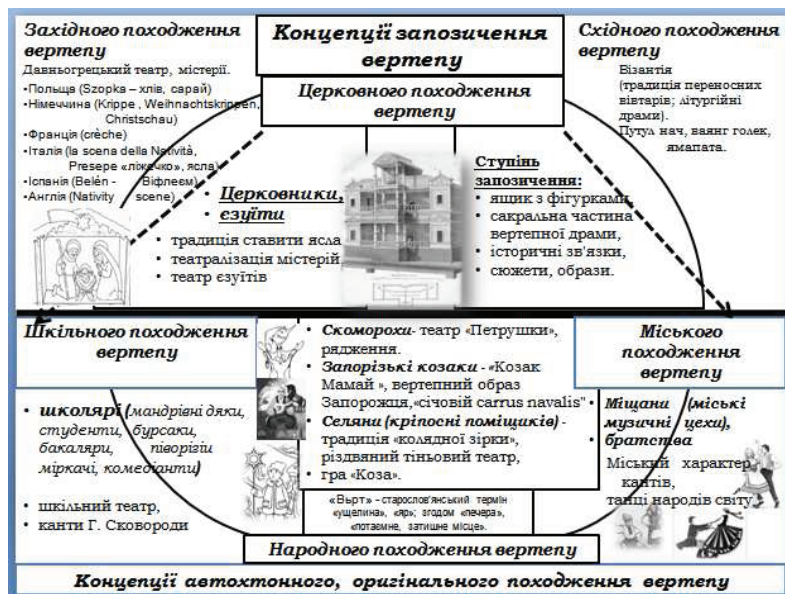 Західного походження
вертепу
Давньогрецький театр, містерії.
•Польща (Szopka – хлів, сарай)
•Німеччина (Krippe, Weihnachtskrippen,
Christschau)
•Франція (crèche)
•Італія (la scena della Natività,
Presepe «ліжечко», ясла)
•Іспанія (Belén - Віфлеєм)
•Англія (Nativity scene)
Концепції запозичення
вертепу
Церковного походження
вертепу
Східного походження
вертепу
Візантія
(традиція переносних
вівтарів; літургійні
драми).
Путул нач, ваянг голек,
ямапата.
• Церковники,
• єзуїти
• традиція ставити ясла
• театралізація містерій
• театр єзуїтів
Ступінь
запозичення:
• ящик з фігурками,
• сакральна частина
вертепної драми,
• історичні зв'язки,
• сюжети, образи.
Шкільного походження
вертепу
• школярі (мандрівні дяки,
студенти, бурсаки,
бакаляри, піворізи
міркачі, комедіанти)
• шкільний театр,
• канти Г. Сковороди
• Скоморохи- театр «Петрушки»,
рядження.
• Запорізькі козаки - «Козак
Мамай », вертепний образ
Запорожця,«січовій carrus navalis"
• Селяни (кріпосні поміщиків) -
традиція «колядної зірки»,
різдвяний тіньовий театр,
• гра «Коза».
«Вьрт» - старослов'янський термін
«ущелина», «яр»; згодом «печера»,
«потаємне, затишне місце».
Міського
походження
вертепу
• Міщани (міські
музичні цехи),
• братства
Міський характер
кантів,
танці народів світу
Народного походження вертепу
Концепції автохтонного, оригінального походження вертепу